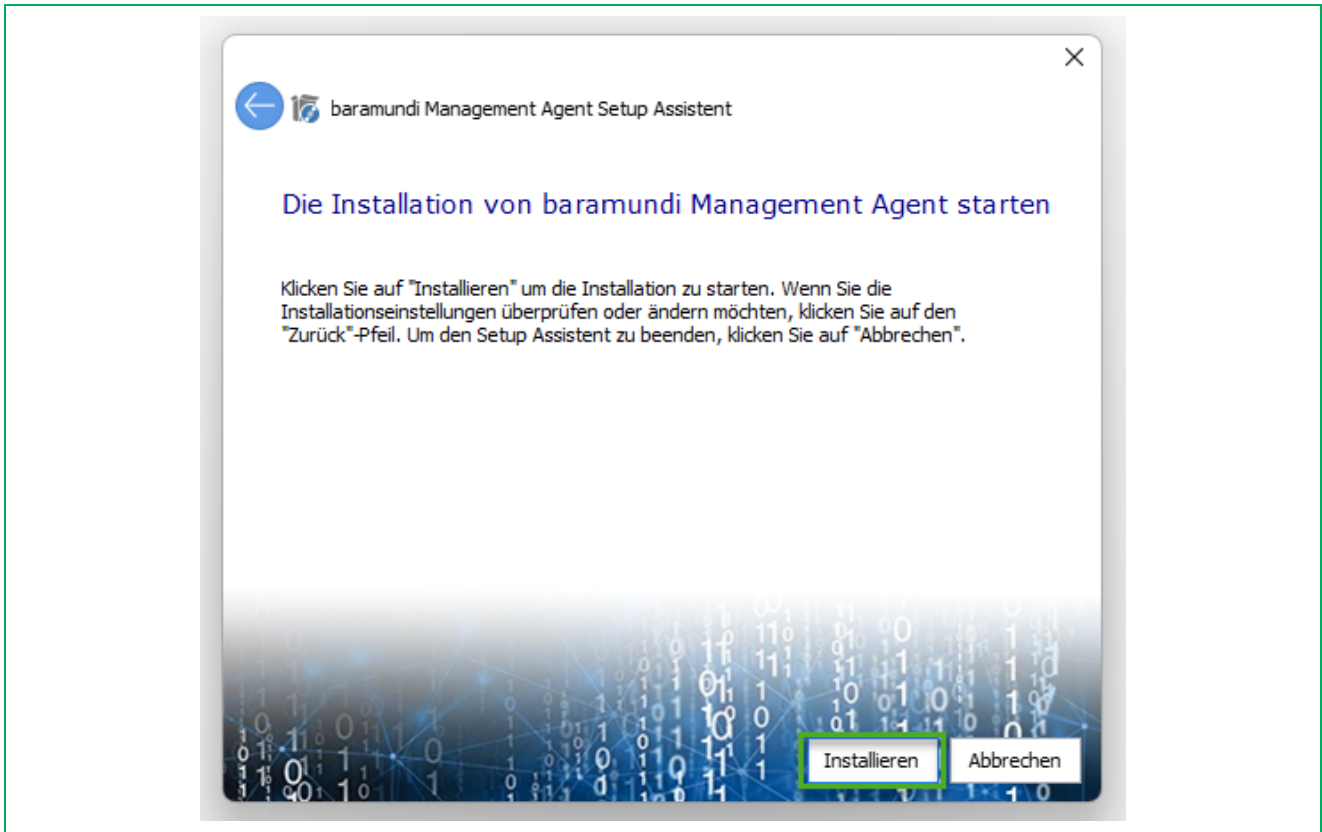 baramundi Management Agent Setup Assistent
Die Installation von baramundi Management Agent starten
Klicken Sie auf "Installieren" um die Installation zu starten. Wenn Sie die
Installationseinstellungen überprüfen oder ändern möchten, klicken Sie auf den
"Zurück"-Pfeil. Um den Setup Assistent zu beenden, klicken Sie auf "Abbrechen".
Installieren
Abbrechen